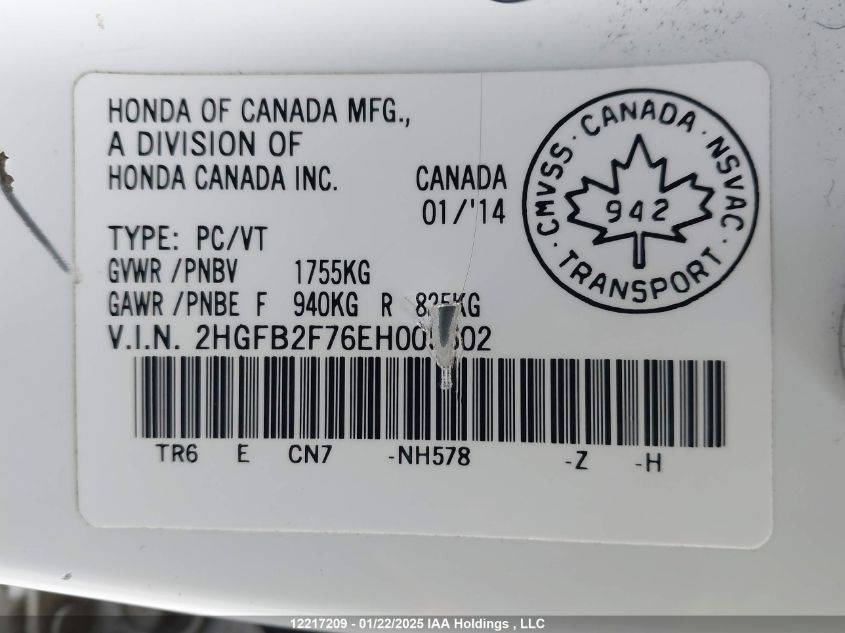 HONDA OF CANADA MFG.,
A DIVISION OF
HONDA CANADA INC.
CANADA
01/'14
TYPE: PC/VT
GVWR /PNBV 1755KG
GAWR /PNBE F 940KG R
V.I.N.
TR6 E CN7 -NH578 -Z -H
CMVSS · CANADA · NSVAC ·
942
TRANSPORT
12217209 - 01/22/2025 IAA Holdings , LLC